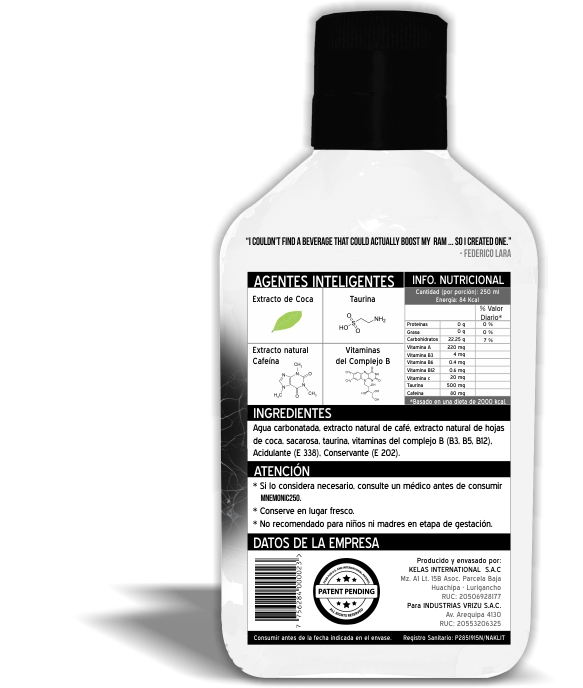 "I COULDN'T FIND A BEVERAGE THAT COULD ACTUALLY BOOST MY RAM ... SO I CREATED ONE."
- FEDERICO LARA
AGENTES INTELIGENTES
Extracto de Coca
Taurina
HO
NH₂
Extracto natural
Cafeína
Vitaminas
del Complejo B
INFO. NUTRICIONAL
Cantidad (por porción): 250 ml
Energía: 84 Kcal
% Valor
Diario*
Proteinas 0 g 0 %
Grasa 0 g 0 %
Carbohidratos 22.25 g 7 %
Vitamina A 220 mg
Vitamina B3 4 mg
Vitamina B6 0.4 mg
Vitamina B12 0.6 mg
Vitamina c 20 mg
Taurina 500 mg
Cafeína 80 mg
*Basado en una dieta de 2000 kcal.
INGREDIENTES
Agua carbonatada, extracto natural de café, extracto natural de hojas
de coca, sacarosa, taurina, vitaminas del complejo B (B3, B5, B12),
Acidulante (E 338), Conservante (E 202).
ATENCIÓN
* Si lo considera necesario, consulte un médico antes de consumir
MNEMONIC250.
* Conserve en lugar fresco.
* No recomendado para niños ni madres en etapa de gestación.
DATOS DE LA EMPRESA
7 756284 000023
PATENT PENDING
ALL RIGHTS RESERVED
Producido y envasado por:
KELAS INTERNATIONAL S.A.C
Mz. A1 Lt. 15B Asoc. Parcela Baja
Huachipa - Lurigancho
RUC: 20506928177
Para INDUSTRIAS VRIZU S.A.C.
Av. Arequipa 4130
RUC: 20553206325
Consumir antes de la fecha indicada en el envase. Registro Sanitario: P2851915N/NAKLIT